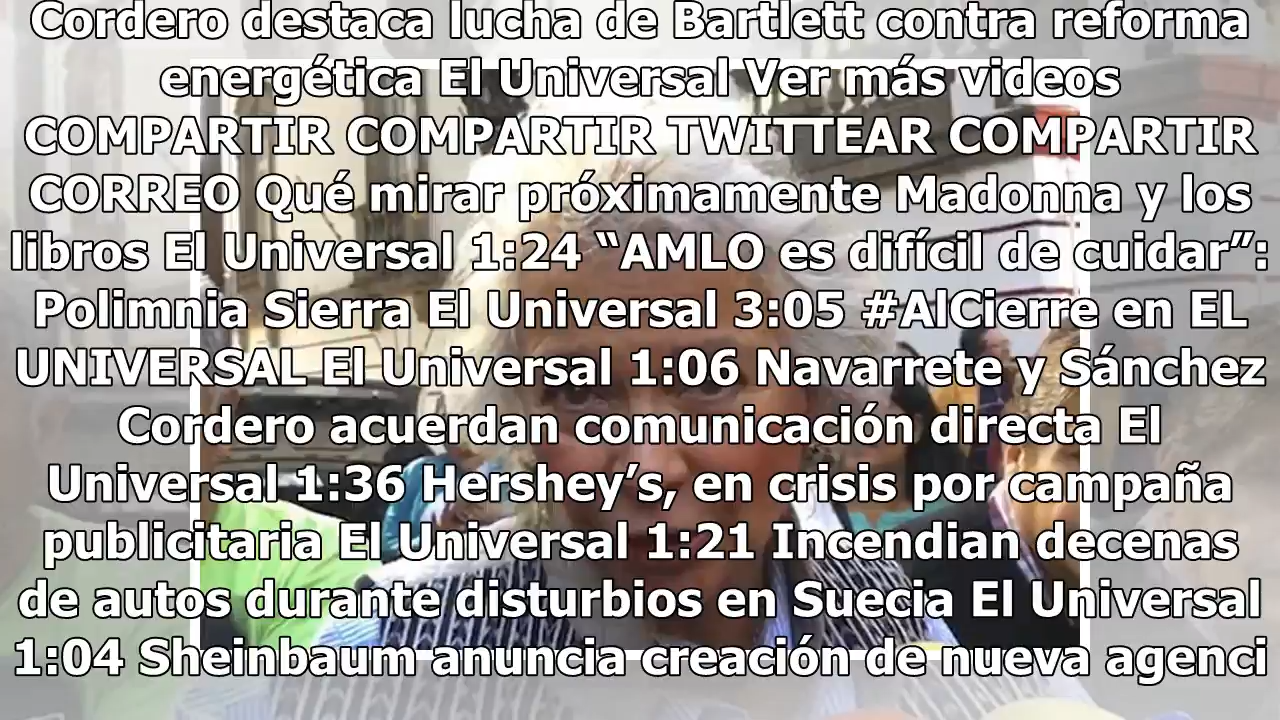 Cordero destaca lucha de Bartlett contra reforma
energética El Universal Ver más videos
COMPARTIR COMPARTIR TWITTEAR COMPARTIR
CORREO Qué mirar próximamente Madonna y los
libros El Universal 1:24 “AMLO es difícil de cuidar”:
Polimnia Sierra El Universal 3:05 #AlCierre en EL
UNIVERSAL El Universal 1:06 Navarrete y Sánchez
Cordero acuerdan comunicación directa El
Universal 1:36 Hershey’s, en crisis por campaña
publicitaria El Universal 1:21 Incendian decenas
de autos durante disturbios en Suecia El Universal
1:04 Sheinbaum anuncia creación de nueva agenci